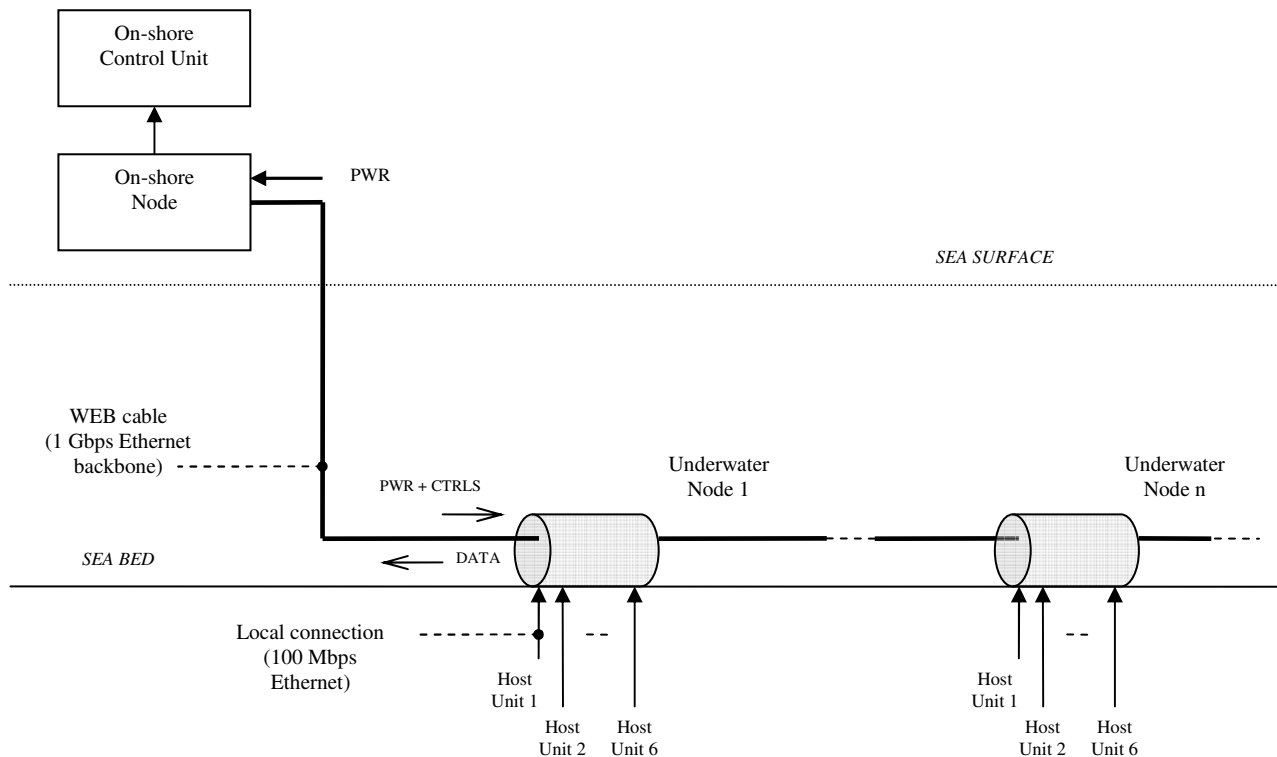 On-shore
Control Unit
On-shore
Node
PWR
SEA SURFACE
WEB cable
(1 Gbps Ethernet
backbone)
PWR + CTRLS
Underwater
Node 1
Underwater
Node n
SEA BED
DATA
Local connection
(100 Mbps
Ethernet)
Host
Unit 1
Host
Unit 2
Host
Unit 6
Host
Unit 1
Host
Unit 2
Host
Unit 6